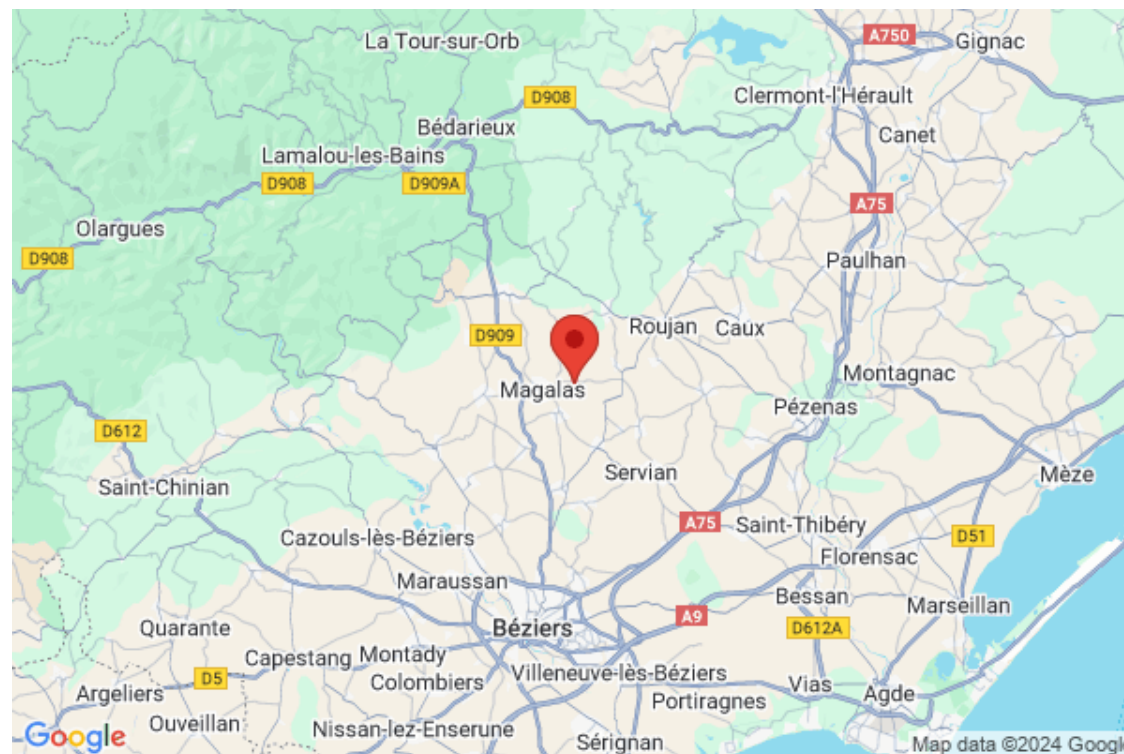 La Tour-sur-Orb
A750
Gignac
D908
Clermont-l'Hérault
Bédarieux
Canet
Lamalou-les-Bains
D908
D909A
A75
Olargues
D908
Paulhan
D909
Roujan
Caux
Magalas
Montagnac
Pézenas
D612
Servian
Mèze
Saint-Chinian
A75
Saint-Thibéry
D51
Cazouls-lès-Béziers
Florensac
Maraussan
Bessan
Marseillan
A9
Quarante
Béziers
D612A
Capestang
Montady
Villeneuve-lès-Béziers
D5
Colombiers
Vias
Agde
Argeliers
Portiragnes
Ouveillan
Nissan-lez-Enserune
Sérignan
Google
Map data ©2024 Googl